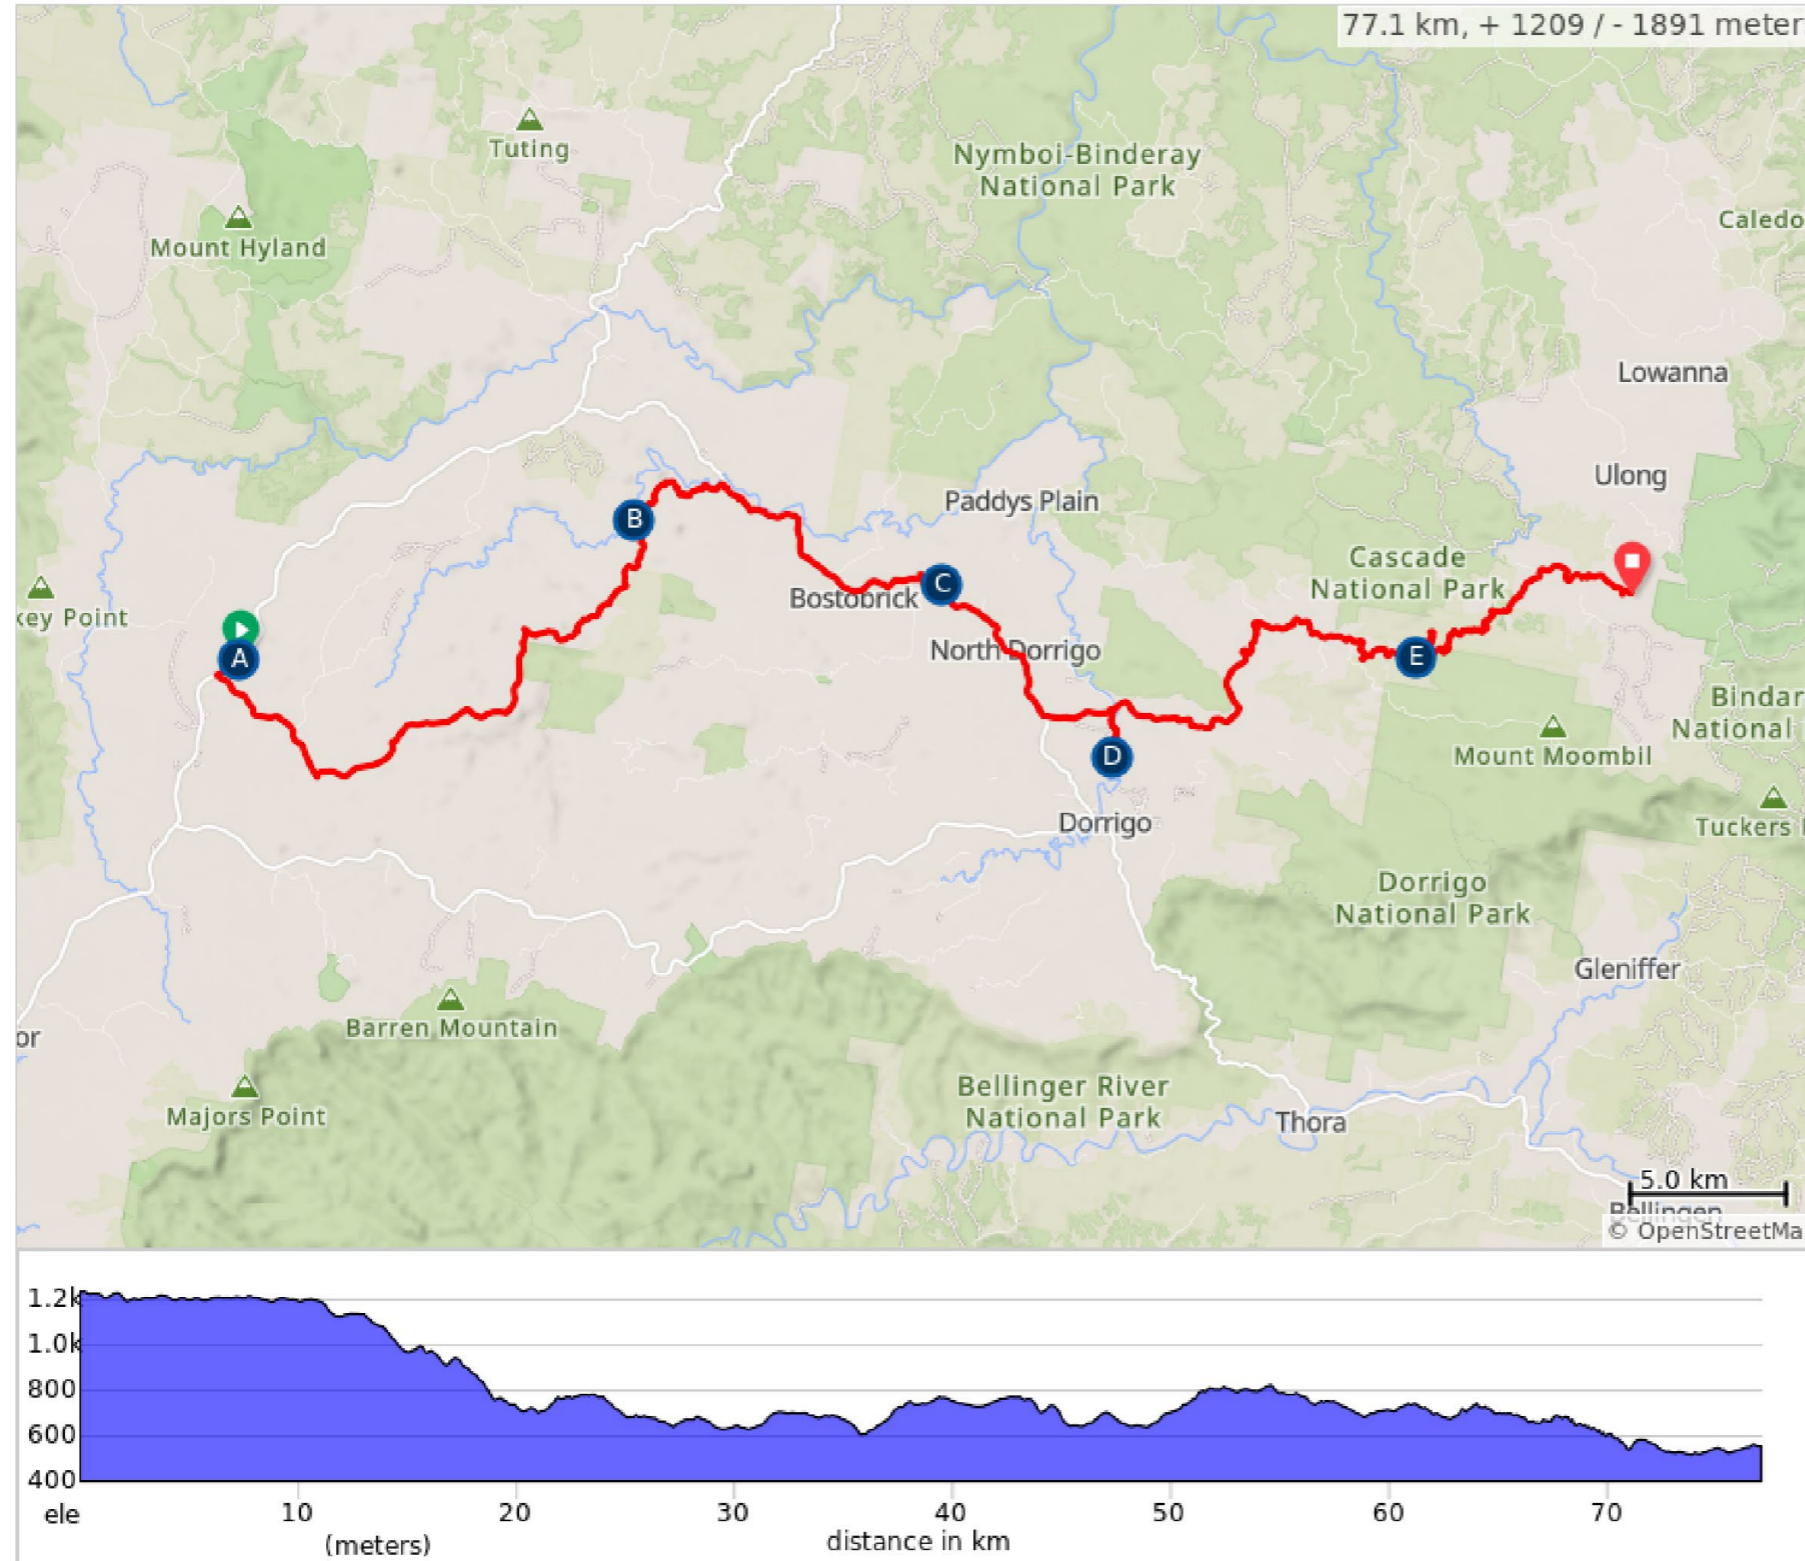 77.1 km, + 1209 / - 1891 meter
Tuting
Nymboi-Binderay
National Park
Mount Hyland
Caledo
Lowanna
Ulong
Paddys Plain
B
Cascade
National Park
C
Bostobrick
key Point
A
North Dorrigo
E
Bindar
National
Mount Moombil
D
Dorrigo
Tuckers
Dorrigo
National Park
Gleniffer
Barren Mountain
or
Bellinger River
National Park
Majors Point
Thora
5.0 km
Bellingen
© OpenStreetMa
1.2k
1.0k
800
600
400
ele
10
20
30
40
50
60
70
(meters)
distance in km